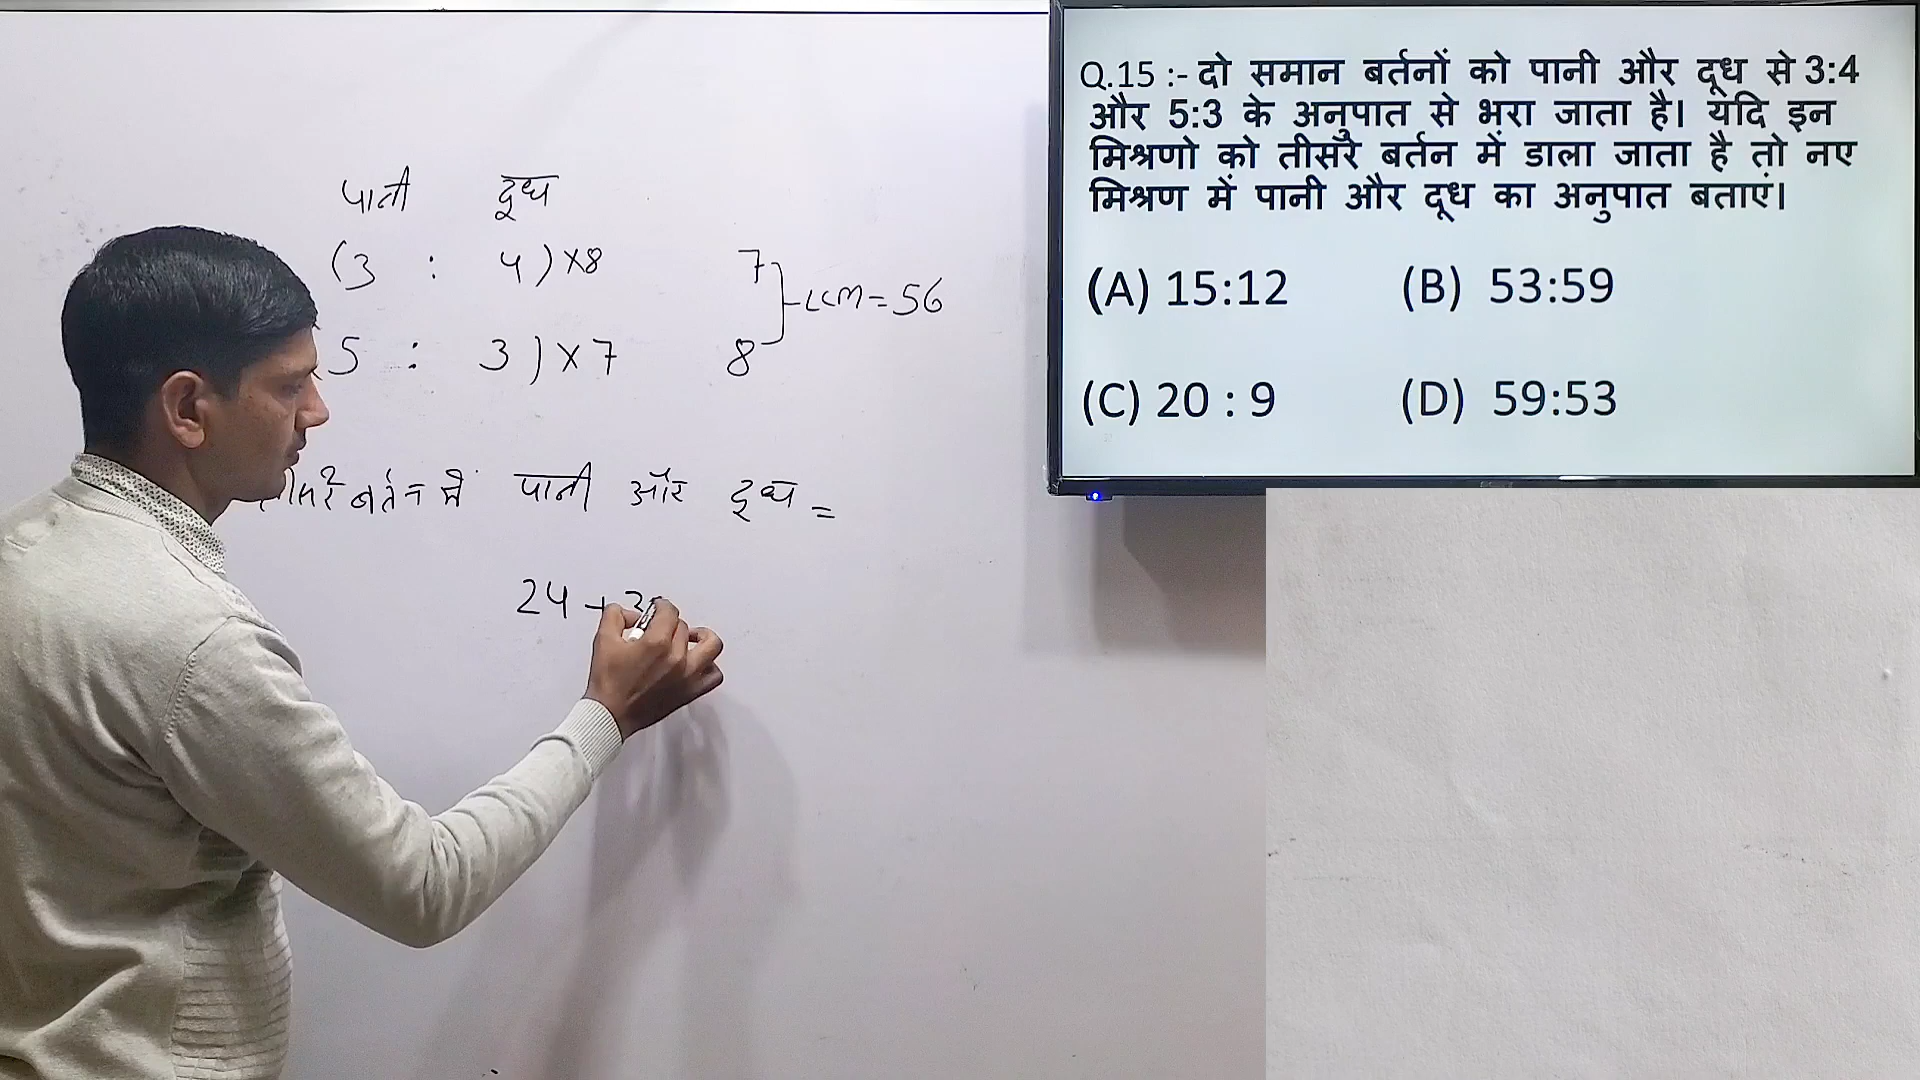 पानी दूध
(3 : 4) x8 7
5 : 3) x 7 8
LCM = 56
बर्तन में पानी और दूध =
24 +
Q.15 :- दो समान बर्तनों को पानी और दूध से 3:4
और 5:3 के अनुपात से भरा जाता है। यदि इन
मिश्रणो को तीसरे बर्तन में डाला जाता है तो नए
मिश्रण में पानी और दूध का अनुपात बताएं।
(A) 15:12 (B) 53:59
(C) 20 : 9 (D) 59:53